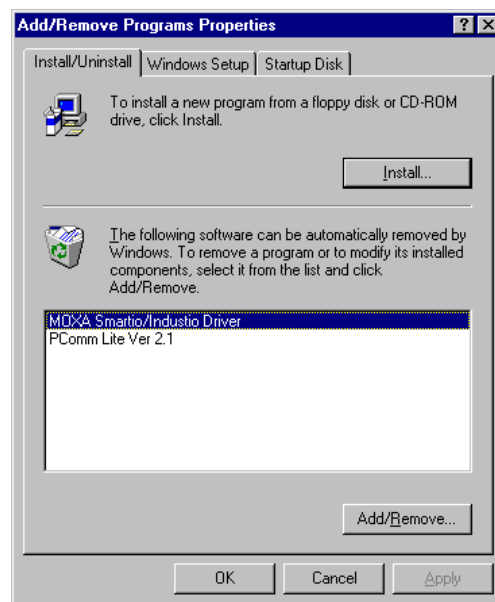 Add/Remove Programs Properties
Install/Uninstall
Windows Setup
Startup Disk
To install a new program from a floppy disk or CD-ROM
drive, click Install.
Install...
The following software can be automatically removed by
Windows. To remove a program or to modify its installed
components, select it from the list and click
Add/Remove.
MOXA Smartio/Industio Driver
PComm Lite Ver 2.1
Add/Remove...
OK
Cancel
Apply